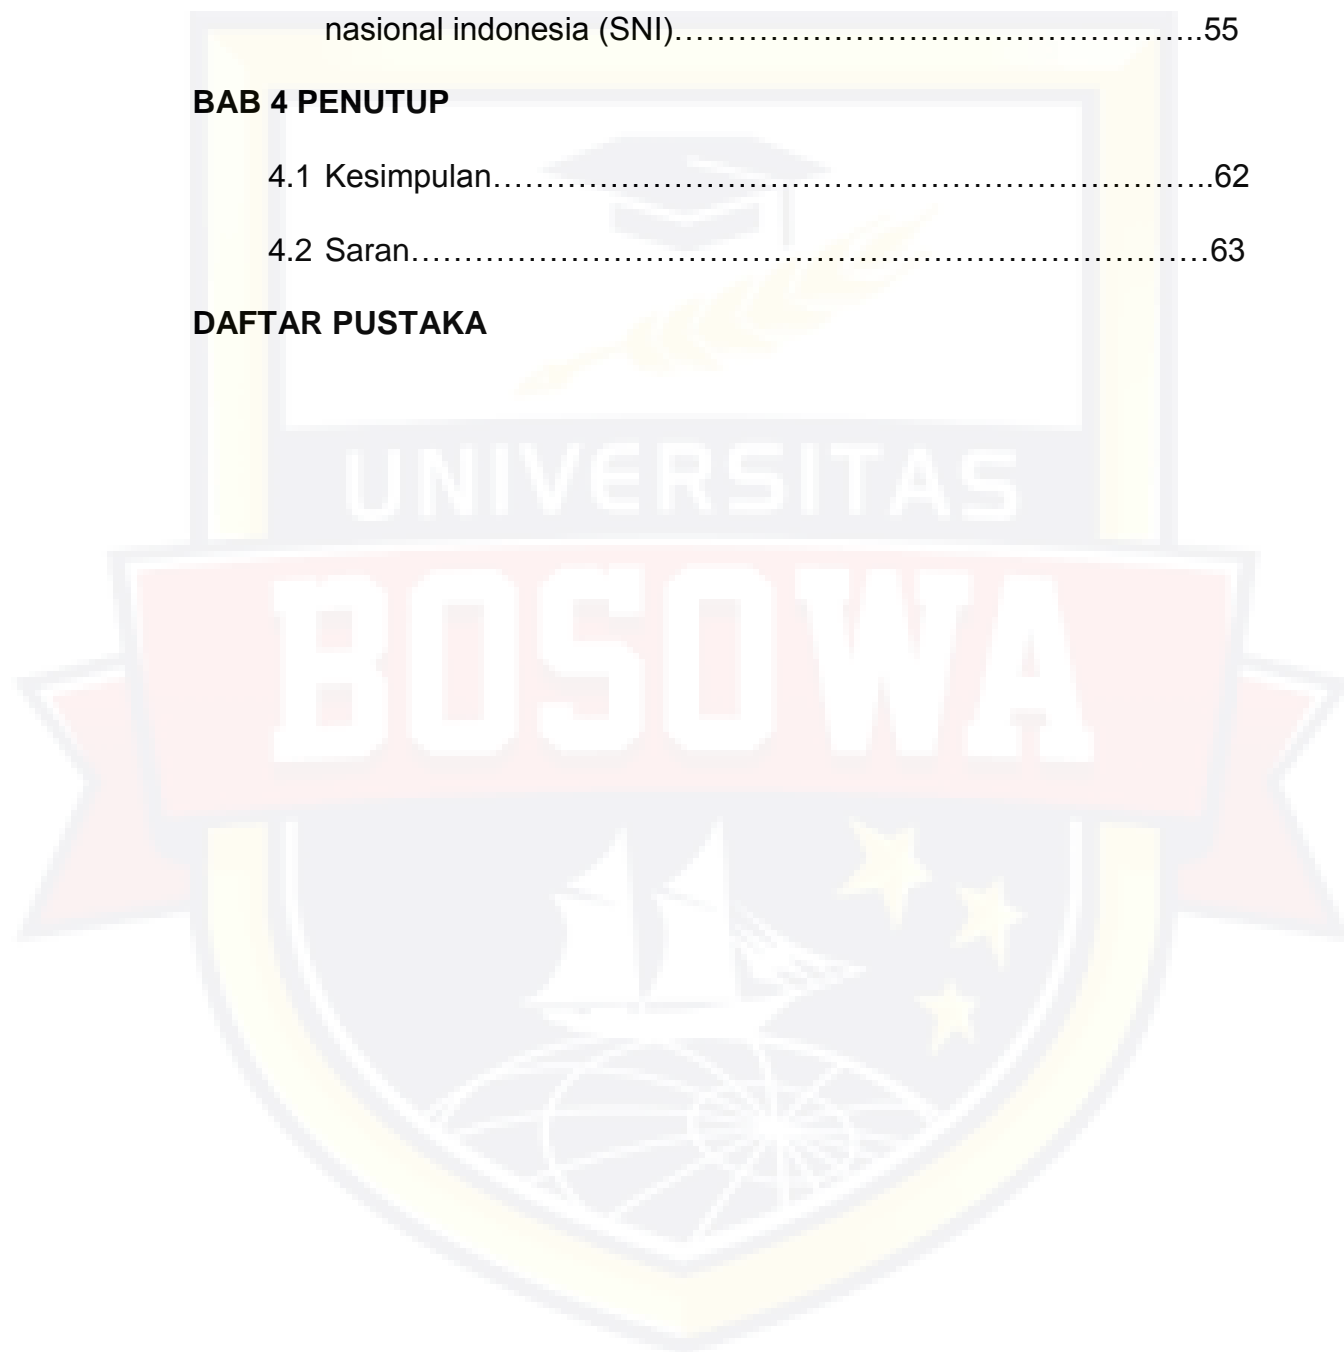 nasional indonesia (SNI)…………………………………………..55
BAB 4 PENUTUP
4.1 Kesimpulan…………………………………………………………..62
4.2 Saran…………………………………………………………………63
DAFTAR PUSTAKA
UNIVERSITAS
BOSOWA